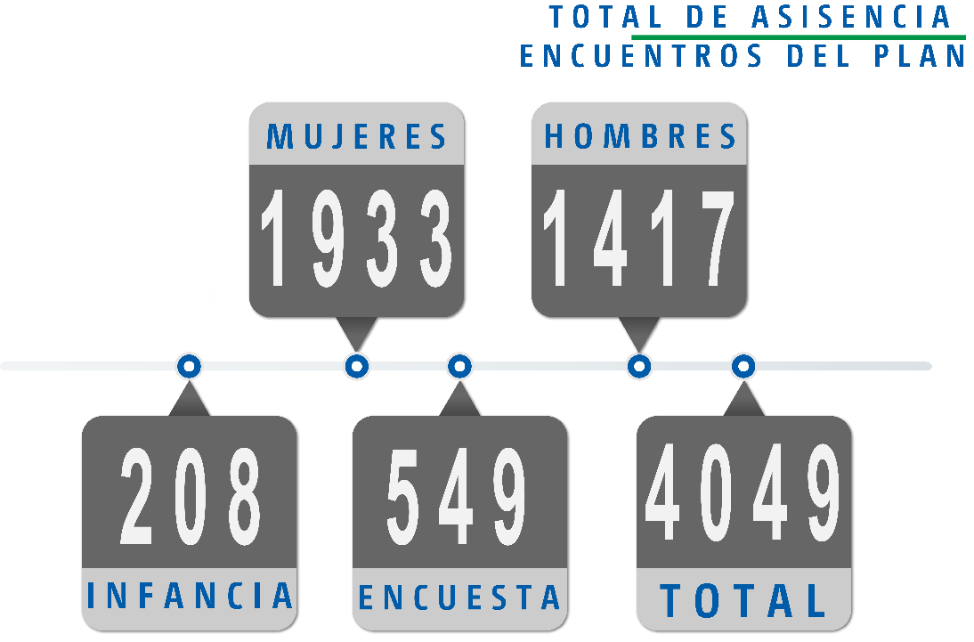 TOTAL DE ASISENCIA
ENCUENTROS DEL PLAN
MUJERES
1933
HOMBRES
1417
208
INFANCIA
549
ENCUESTA
4049
TOTAL